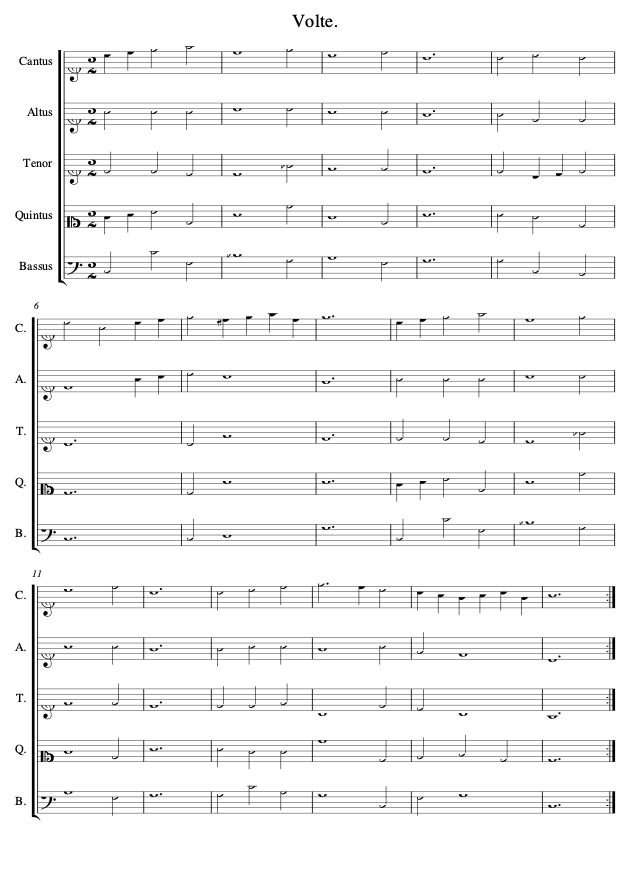 Volte.
Cantus
Altus
Tenor
Quintus
Bassus
6
C.
A.
T.
Q.
B.
11
C.
A.
T.
Q.
B.